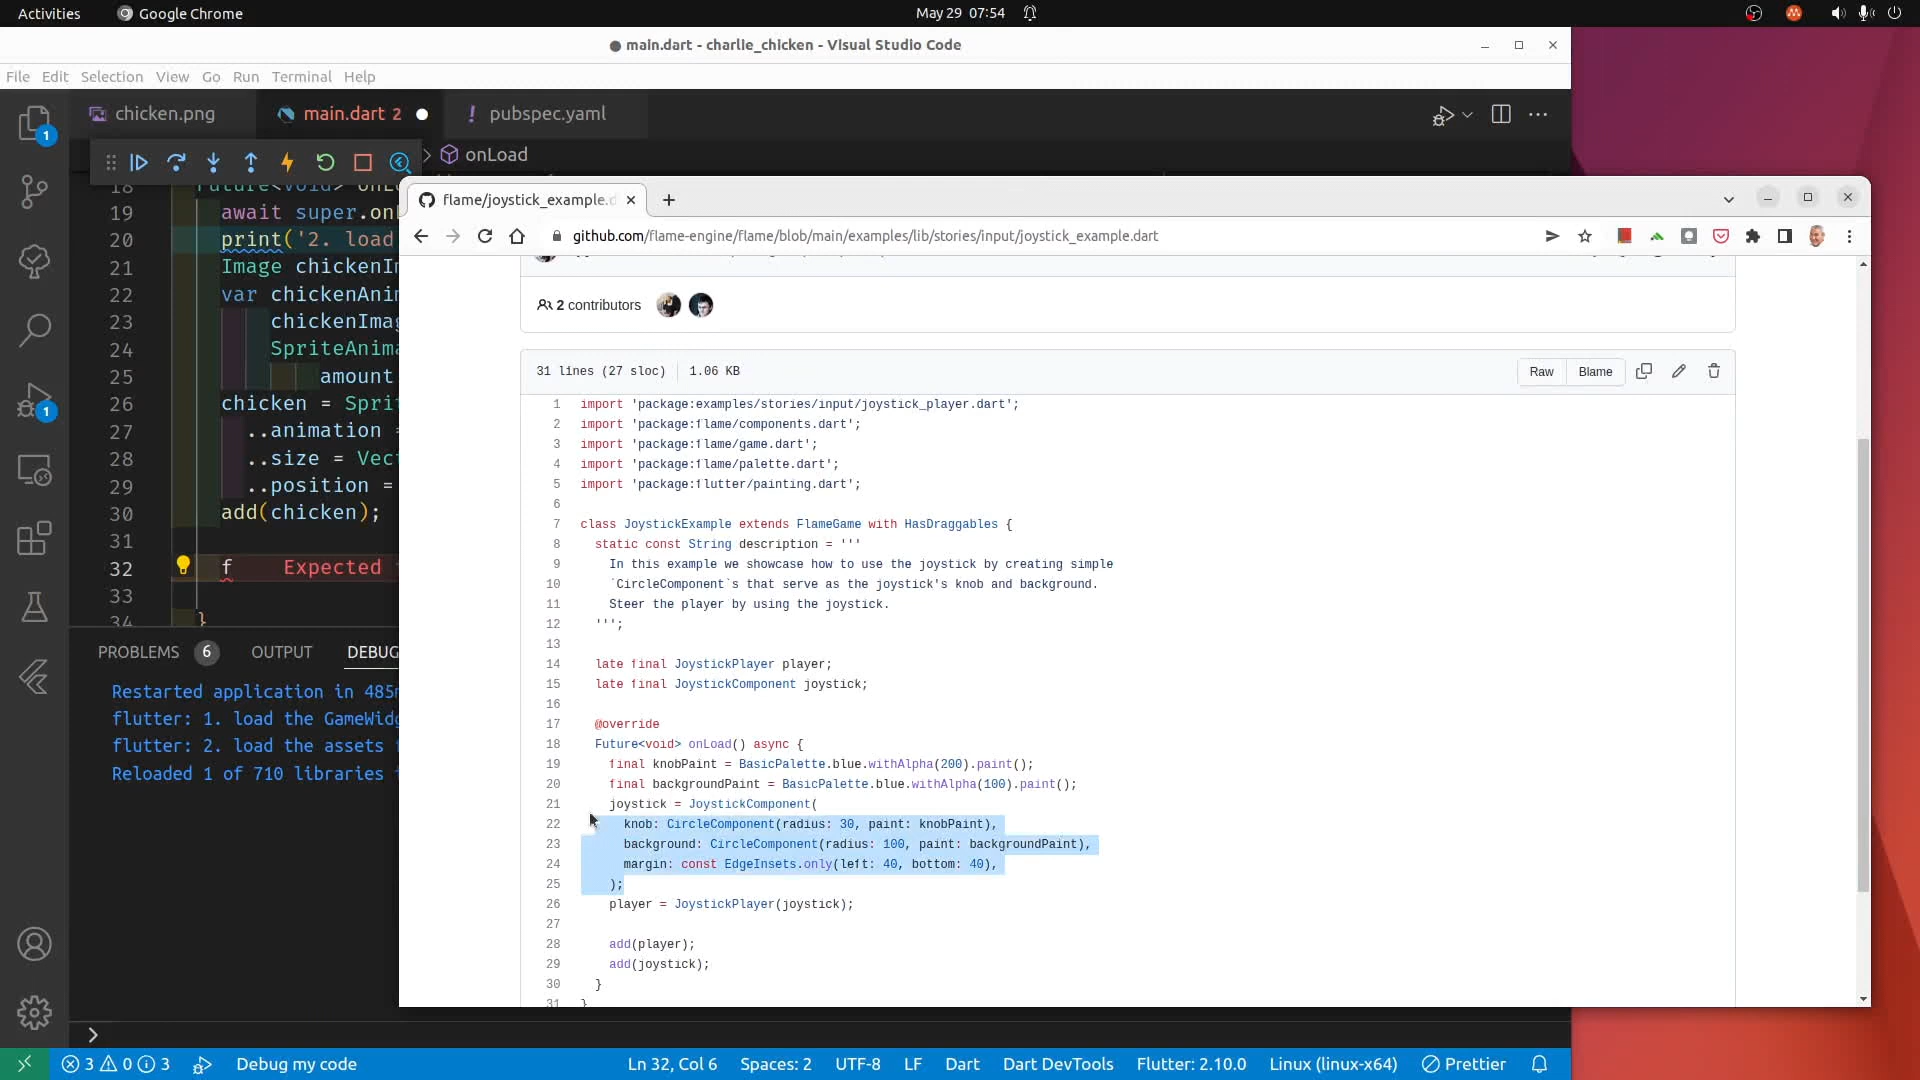 Activities
Google Chrome
May 29 07:54
main.dart - charlie_chicken - Visual Studio Code
File Edit Selection View Go Run Terminal Help
chicken.png
main.dart 2
pubspec.yaml
onLoad
19 await super.onl
20 print('2. load
21 Image chickenIm
22 var chickenAnim
23 chickenImag
24 SpriteAnima
25 amount
26 chicken = Sprit
27 ..animation =
28 ..size = Vect
29 ..position =
30 add(chicken);
31
32 f Expected
33
34 }
PROBLEMS 6 OUTPUT DEBUG
Restarted application in 485m
flutter: 1. load the GameWidg
flutter: 2. load the assets
Reloaded 1 of 710 libraries
flame/joystick_example.d
github.com/flame-engine/flame/blob/main/examples/lib/stories/input/joystick_example.dart
2 contributors
31 lines (27 sloc) 1.06 KB
Raw Blame
1 import 'package:examples/stories/input/joystick_player.dart';
2 import 'package:flame/components.dart';
3 import 'package:flame/game.dart';
4 import 'package:flame/palette.dart';
5 import 'package:flutter/painting.dart';
6
7 class JoystickExample extends FlameGame with HasDraggables {
8 static const String description = '''
9 In this example we showcase how to use the joystick by creating simple
10 `CircleComponent`s that serve as the joystick's knob and background.
11 Steer the player by using the joystick.
12 ''';
13
14 late final JoystickPlayer player;
15 late final JoystickComponent joystick;
16
17 @override
18 Future<void> onLoad() async {
19 final knobPaint = BasicPalette.blue.withAlpha(200).paint();
20 final backgroundPaint = BasicPalette.blue.withAlpha(100).paint();
21 joystick = JoystickComponent(
22 knob: CircleComponent(radius: 30, paint: knobPaint),
23 background: CircleComponent(radius: 100, paint: backgroundPaint),
24 margin: const EdgeInsets.only(left: 40, bottom: 40),
25 );
26 player = JoystickPlayer(joystick);
27
28 add(player);
29 add(joystick);
30 }
31 }
3 0 3 Debug my code
Ln 32, Col 6 Spaces: 2 UTF-8 LF Dart Dart DevTools Flutter: 2.10.0 Linux (linux-x64) Prettier